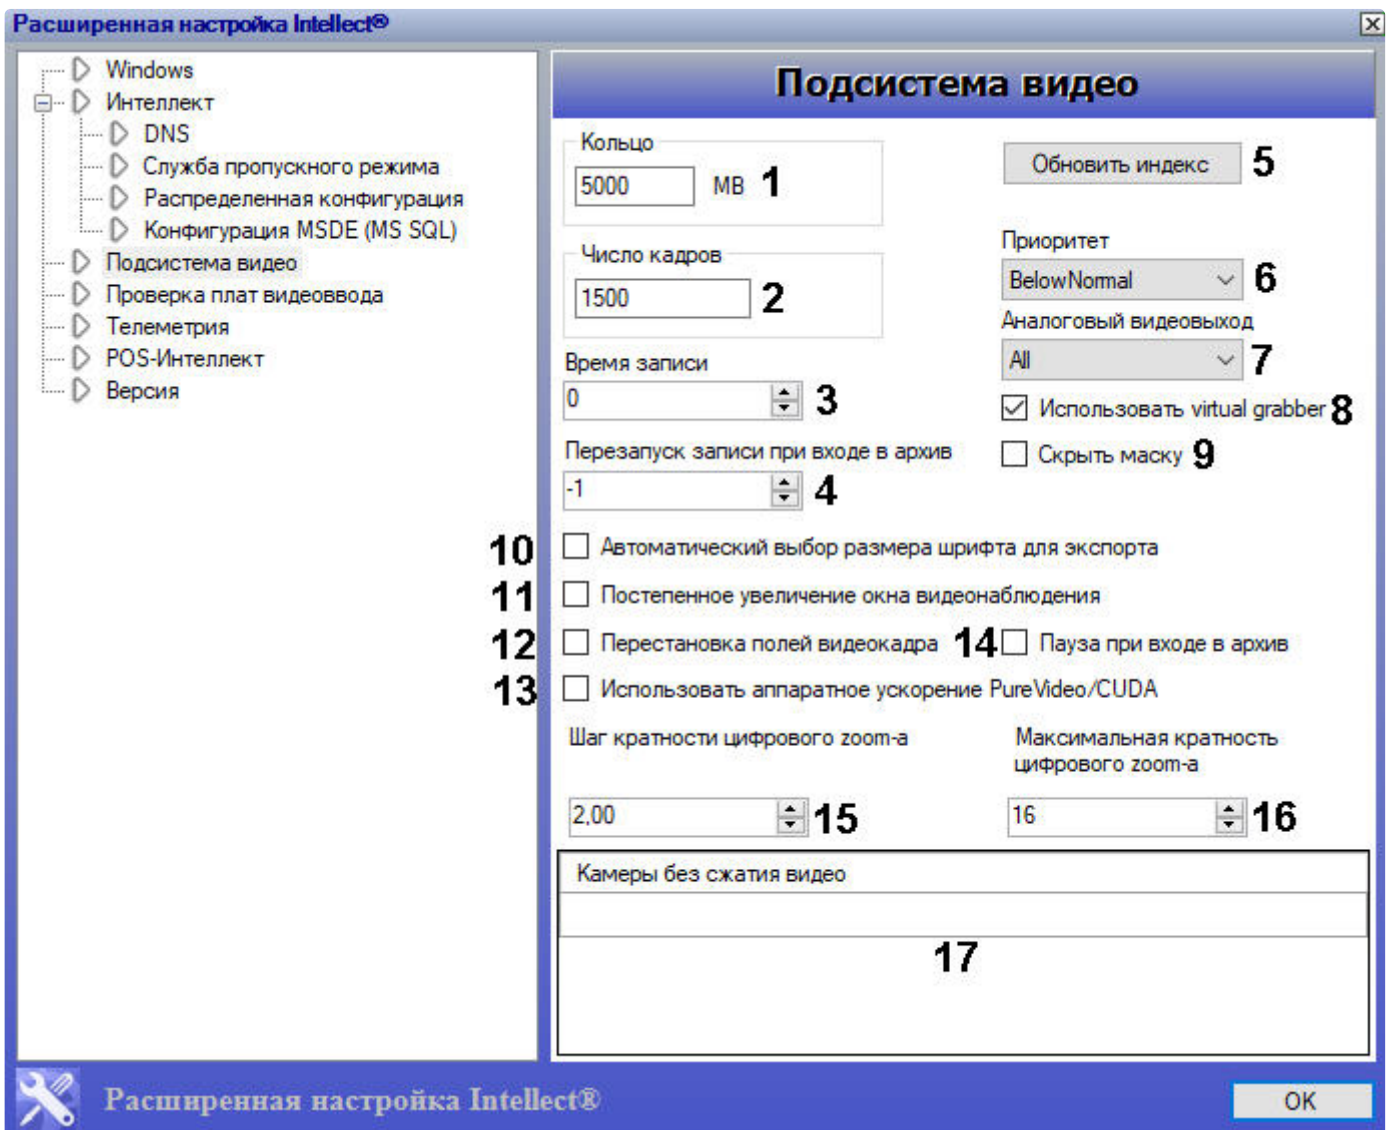 Расширенная настройка Intellect®
Windows
Интеллект
DNS
Служба пропускного режима
Распределенная конфигурация
Конфигурация MSDE (MS SQL)
Подсистема видео
Проверка плат видеоввода
Телеметрия
POS-Интеллект
Версия
Подсистема видео
Кольцо
5000 MB 1
Обновить индекс 5
Число кадров
1500 2
Приоритет
BelowNormal 6
Аналоговый видеовыход
All 7
Время записи
0 3
Использовать virtual grabber 8
Перезапуск записи при входе в архив
-1 4
Скрыть маску 9
10 Автоматический выбор размера шрифта для экспорта
11 Постепенное увеличение окна видеонаблюдения
12 Перестановка полей видеокадра 14 Пауза при входе в архив
13 Использовать аппаратное ускорение PureVideo/CUDA
Шаг кратности цифрового zoom-а
2,00 15
Максимальная кратность
цифрового zoom-а
16 16
Камеры без сжатия видео
17
Расширенная настройка Intellect®
OK